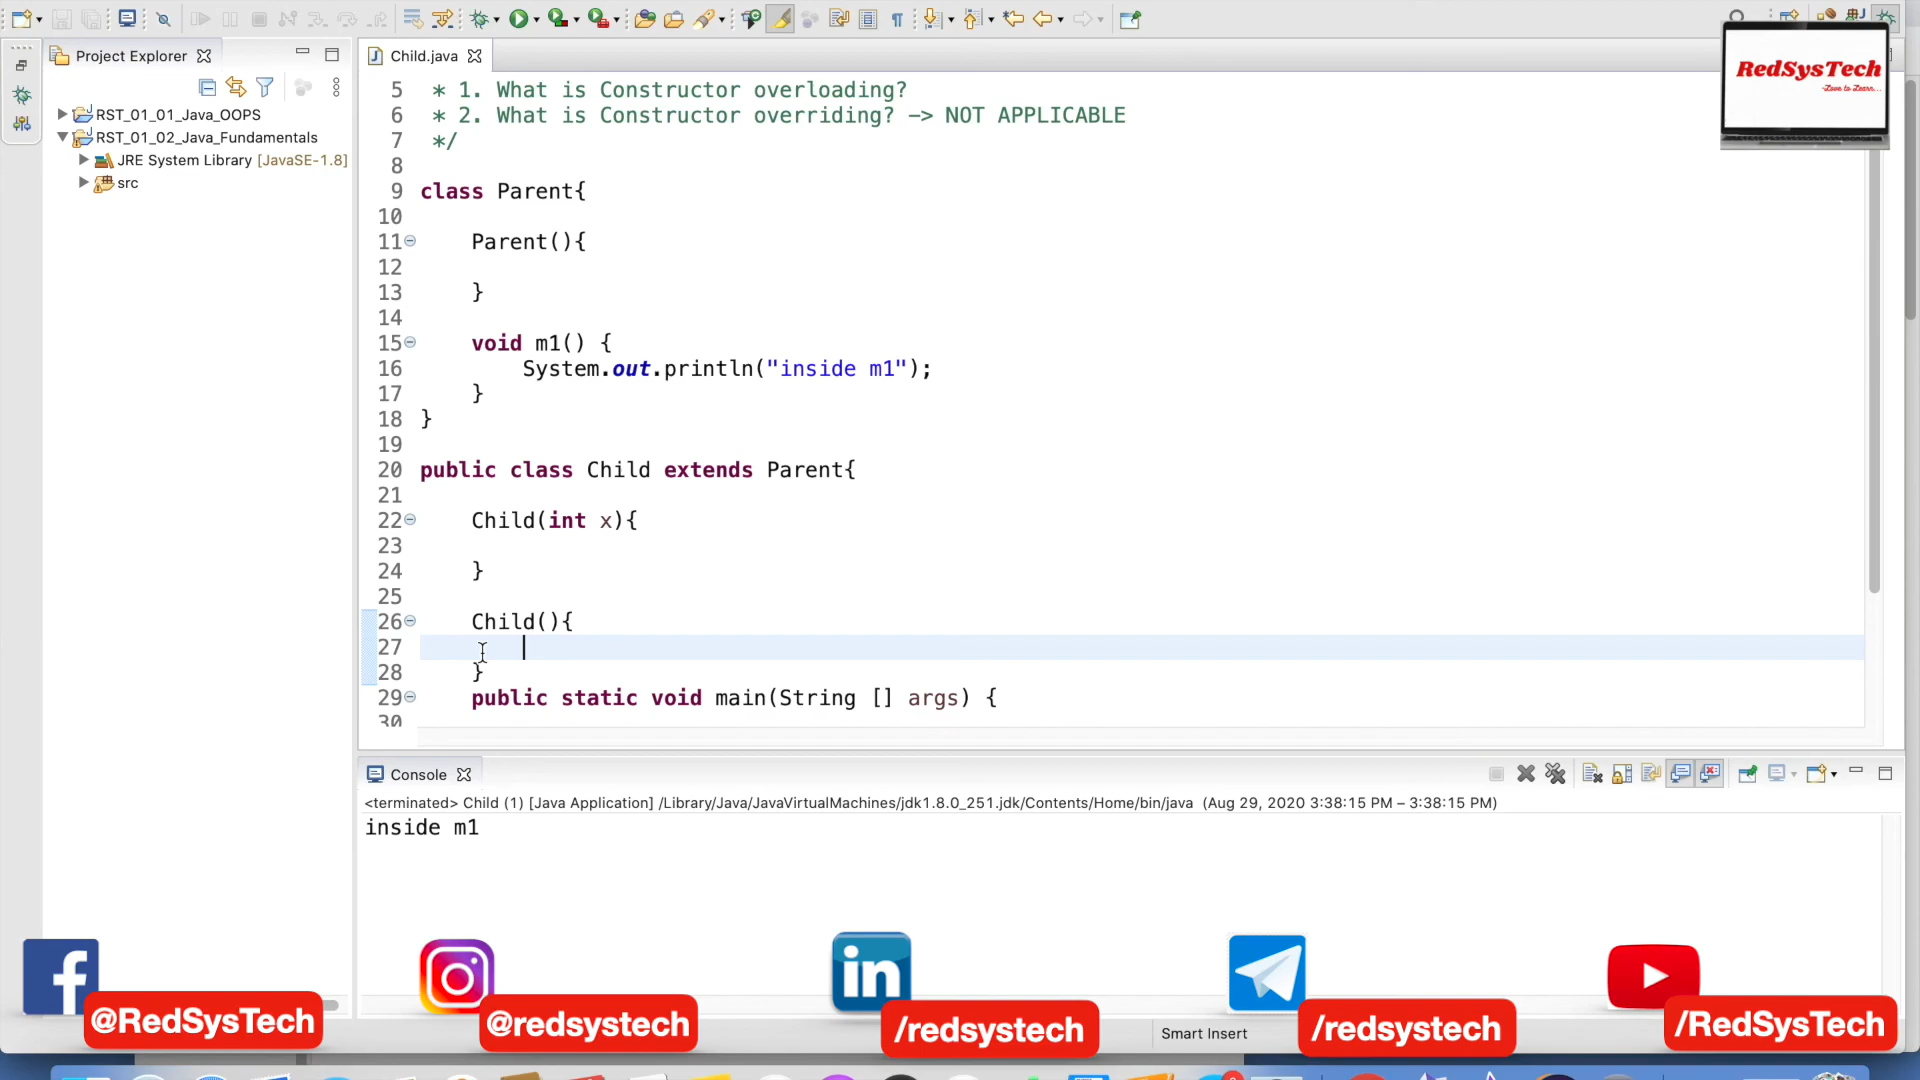 Project Explorer
RST_01_01_Java_OOPS
RST_01_02_Java_Fundamentals
JRE System Library [JavaSE-1.8]
src
Child.java
5 * 1. What is Constructor overloading?
6 * 2. What is Constructor overriding? -> NOT APPLICABLE
7 */
8
9 class Parent{
10
11 Parent(){
12
13 }
14
15 void m1() {
16 System.out.println("inside m1");
17 }
18 }
19
20 public class Child extends Parent{
21
22 Child(int x){
23
24 }
25
26 Child(){
27
28 }
29 public static void main(String [] args) {
30
RedSysTech
-Love to Learn...
Console
<terminated> Child (1) [Java Application] /Library/Java/JavaVirtualMachines/jdk1.8.0_251.jdk/Contents/Home/bin/java (Aug 29, 2020 3:38:15 PM – 3:38:15 PM)
inside m1
Smart Insert
@RedSysTech
@redsystech
/redsystech
/redsystech
/RedSysTech